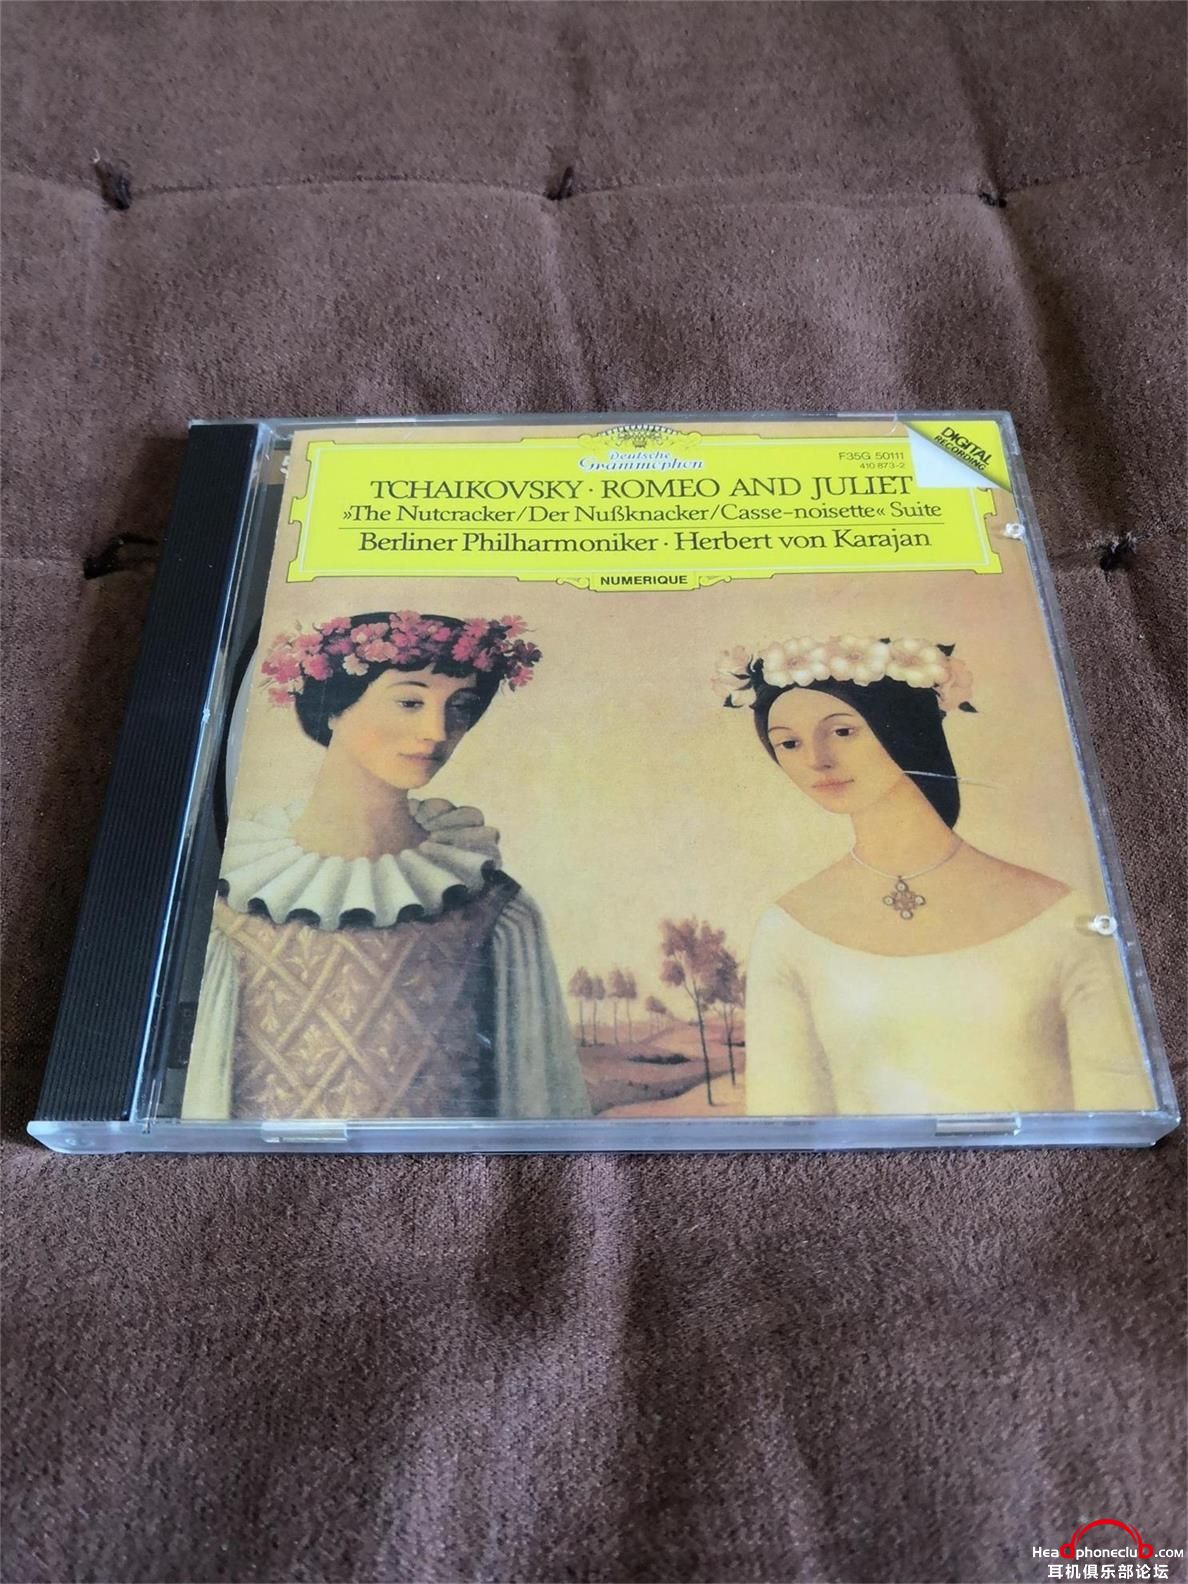 Deutsche
Grammophon
F35G 50111
410 873-2
DIGITAL
RECORDING
TCHAIKOVSKY · ROMEO AND JULIET
»The Nutcracker/Der Nußknacker/Casse-noisette« Suite
Berliner Philharmoniker · Herbert von Karajan
NUMERIQUE
Headphoneclub.com
耳机俱乐部论坛